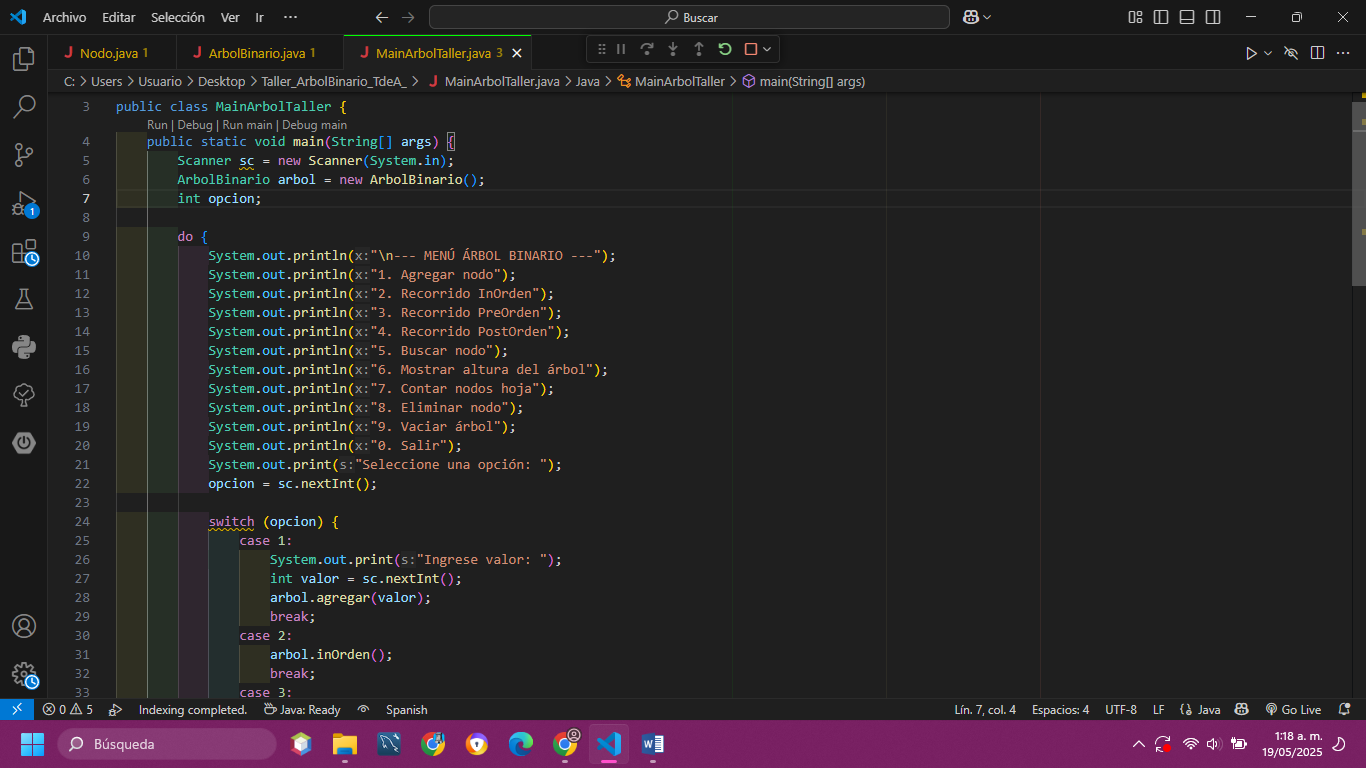 Archivo Editar Selección Ver Ir ···
Buscar
Nodo.java 1
ArbolBinario.java 1
MainArbolTaller.java 3
C: > Users > Usuario > Desktop > Taller_ArbolBinario_TdeA_ > MainArbolTaller.java > Java > MainArbolTaller > main(String[] args)
3 public class MainArbolTaller {
Run | Debug | Run main | Debug main
4 public static void main(String[] args) {
5 Scanner sc = new Scanner(System.in);
6 ArbolBinario arbol = new ArbolBinario();
7 int opcion;
8
9 do {
10 System.out.println(x:"\n--- MENÚ ÁRBOL BINARIO ---");
11 System.out.println(x:"1. Agregar nodo");
12 System.out.println(x:"2. Recorrido InOrden");
13 System.out.println(x:"3. Recorrido PreOrden");
14 System.out.println(x:"4. Recorrido PostOrden");
15 System.out.println(x:"5. Buscar nodo");
16 System.out.println(x:"6. Mostrar altura del árbol");
17 System.out.println(x:"7. Contar nodos hoja");
18 System.out.println(x:"8. Eliminar nodo");
19 System.out.println(x:"9. Vaciar árbol");
20 System.out.println(x:"0. Salir");
21 System.out.print(s:"Seleccione una opción: ");
22 opcion = sc.nextInt();
23
24 switch (opcion) {
25 case 1:
26 System.out.print(s:"Ingrese valor: ");
27 int valor = sc.nextInt();
28 arbol.agregar(valor);
29 break;
30 case 2:
31 arbol.inOrden();
32 break;
33 case 3:
1
0 5 Indexing completed. Java: Ready Spanish Lín. 7, col. 4 Espacios: 4 UTF-8 LF Java Go Live
Búsqueda
1:18 a. m.
19/05/2025